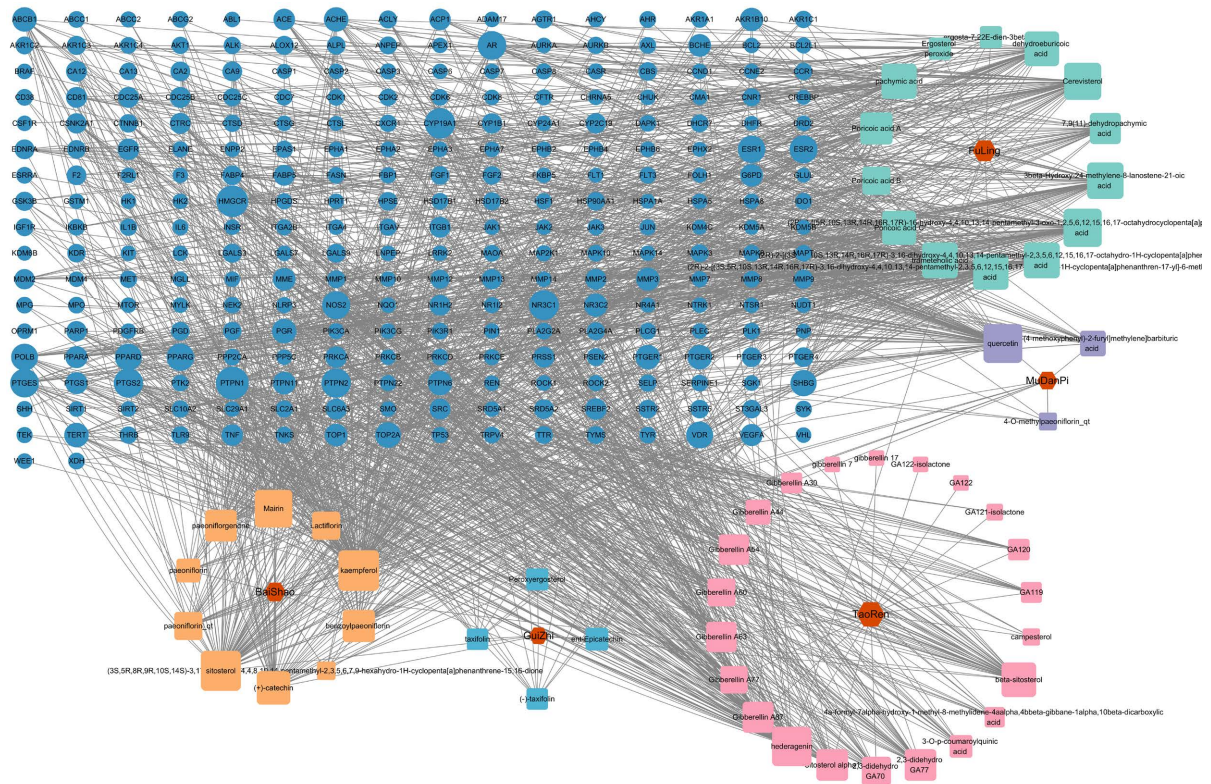 ABCB1 ABCC1 ABCC2 ABCG2 ABL1 ACE ACHE ACLY ACP1 ADAM17 AGTR1 AHCY AHR AKR1A1 AKR1B10 AKR1C1
AKR1C2 AKR1C3 AKR1C4 AKT1 ALK ALOX12 ALPL ANPEP APEX1 AR AURKA AURKB AXL BCHE BCL2 BCL2L1
BRAF CA12 CA13 CA2 CA9 CASP1 CASP2 CASP3 CASP6 CASP7 CASP8 CASR CBS CCND1 CCNE2 CCR1
CD38 CD81 CDC25A CDC25B CDC25C CDC7 CDK1 CDK2 CDK6 CDK8 CFTR CHRNA5 CHUK CMA1 CNR1 CREBBP
CSF1R CSNK2A1 CTNNB1 CTRC CTSD CTSG CTSL CXCR1 CYP19A1 CYP1B1 CYP24A1 CYP2C19 DAPK1 DHCR7 DHFR DRD2
EDNRA EDNRB EGFR ELANE ENPP2 EPAS1 EPHA1 EPHA2 EPHA3 EPHA7 EPHB2 EPHB4 EPHB6 EPHX2 ESR1 ESR2
ESRRA F2 F2RL1 F3 FABP4 FABP5 FASN FBP1 FGF1 FGF2 FKBP5 FLT1 FLT3 FOLH1 G6PD GLUL
GSK3B GSTM1 HK1 HK2 HMGCR HPGDS HPRT1 HPSE HSD17B1 HSD17B2 HSF1 HSP90AA1 HSPA1A HSPA5 HSPA8 IDO1
IGF1R IKBKB IL1B IL6 INSR ITGA2B ITGA4 ITGAV ITGB1 JAK1 JAK2 JAK3 JUN KDM4C KDM5A KDM5B
KDM6B KDR KIT LCK LGALS3 LGALS7 LGALS9 LNPEP LRRK2 MAOA MAP2K1 MAPK10 MAPK14 MAPK3 MAPK8
MDM2 MDM4 MET MGLL MIF MME MMP1 MMP12 MMP13 MMP14 MMP2 MMP3 MMP7 MMP8 MMP9
MPG MPO MTOR MYLK NEK2 NLRP3 NOS2 NQO1 NR1H2 NR1I2 NR3C1 NR3C2 NR4A1 NTRK1 NTSR1 NUDT1
OPRM1 PARP1 PDGFRB PGD PGF PGR PIK3CA PIK3CG PIK3R1 PIN1 PLA2G2A PLA2G4A PLCG1 PLEC PLK1 PNP
POLB PPARA PPARD PPARG PPP2CA PPP5C PRKCA PRKCB PRKCD PRKCE PRSS1 PSEN2 PTGER1 PTGER2 PTGER3 PTGER4
PTGES PTGS1 PTGS2 PTK2 PTPN1 PTPN11 PTPN2 PTPN22 PTPN6 REN ROCK1 ROCK2 SELP SERPINE1 SGK1 SHBG
SHH SIRT1 SIRT2 SLC10A2 SLC29A1 SLC2A1 SLC6A3 SMO SRC SRD5A1 SRD5A2 SREBF2 SSTR2 SSTR5 ST3GAL3 SYK
TEK TERT THRB TLR9 TNF TNKS TOP1 TOP2A TP53 TRPV4 TTR TYMS TYR VDR VEGFA VHL
WEE1 XDH
Ergosterol
peroxide
dehydroeburicoic
acid
pachymic acid
Cerevisterol
Poricoic acid A
7,9(11)-dehydropachymic
acid
FuLing
Poricoic acid B
3beta-Hydroxy-24-methylene-8-lanostene-21-oic
acid
trametenolic acid
acid
acid
quercetin
(4-methoxyphenyl)-2-furyl]methylene]barbituric
acid
MuDanPi
4-O-methylpaeoniflorin_qt
Mairin
paeoniflorgenone
Lactiflorin
paeoniflorin
kaempferol
BaiShao
paeoniflorin_qt
benzoylpaeoniflorin
sitosterol
(+)-catechin
Peroxyergosterol
taxifolin
GuiZhi
ent-Epicatechin
(-)-taxifolin
gibberellin 17
gibberellin 7
GA122-isolactone
Gibberellin A30
GA122
Gibberellin A44
GA121-isolactone
Gibberellin A54
GA120
Gibberellin A60
GA119
TaoRen
Gibberellin A63
campesterol
Gibberellin A77
beta-sitosterol
Gibberellin A87
4a-formyl-7alpha-hydroxy-1-methyl-8-methylidene-4aalpha,4bbeta-gibbane-1alpha,10beta-dicarboxylic
acid
hederagenin
3-O-p-coumaroylquinic
acid
2,3-didehydro
GA70
2,3-didehydro
GA77